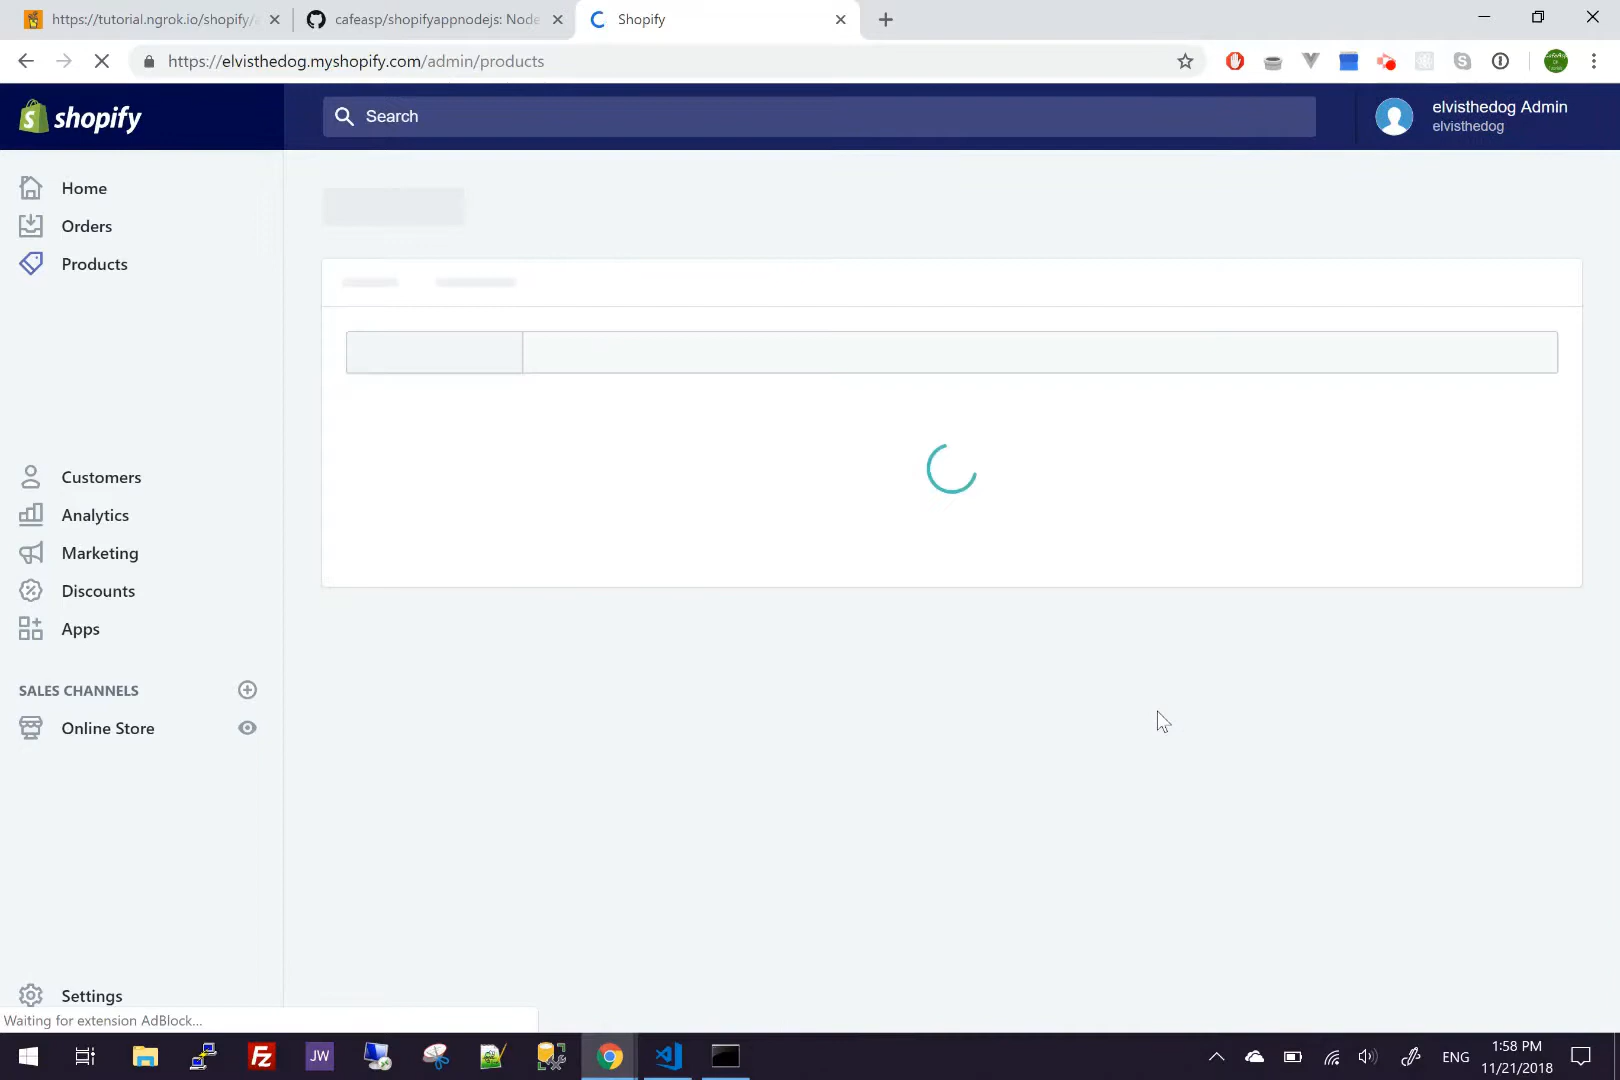 https://tutorial.ngrok.io/shopify/a
cafeasp/shopifyappnodejs: Node
Shopify
https://elvisthedog.myshopify.com/admin/products
shopify
Search
elvisthedog Admin
elvisthedog
Home
Orders
Products
Customers
Analytics
Marketing
Discounts
Apps
SALES CHANNELS
Online Store
Settings
Waiting for extension AdBlock...
JW
ENG
1:58 PM
11/21/2018